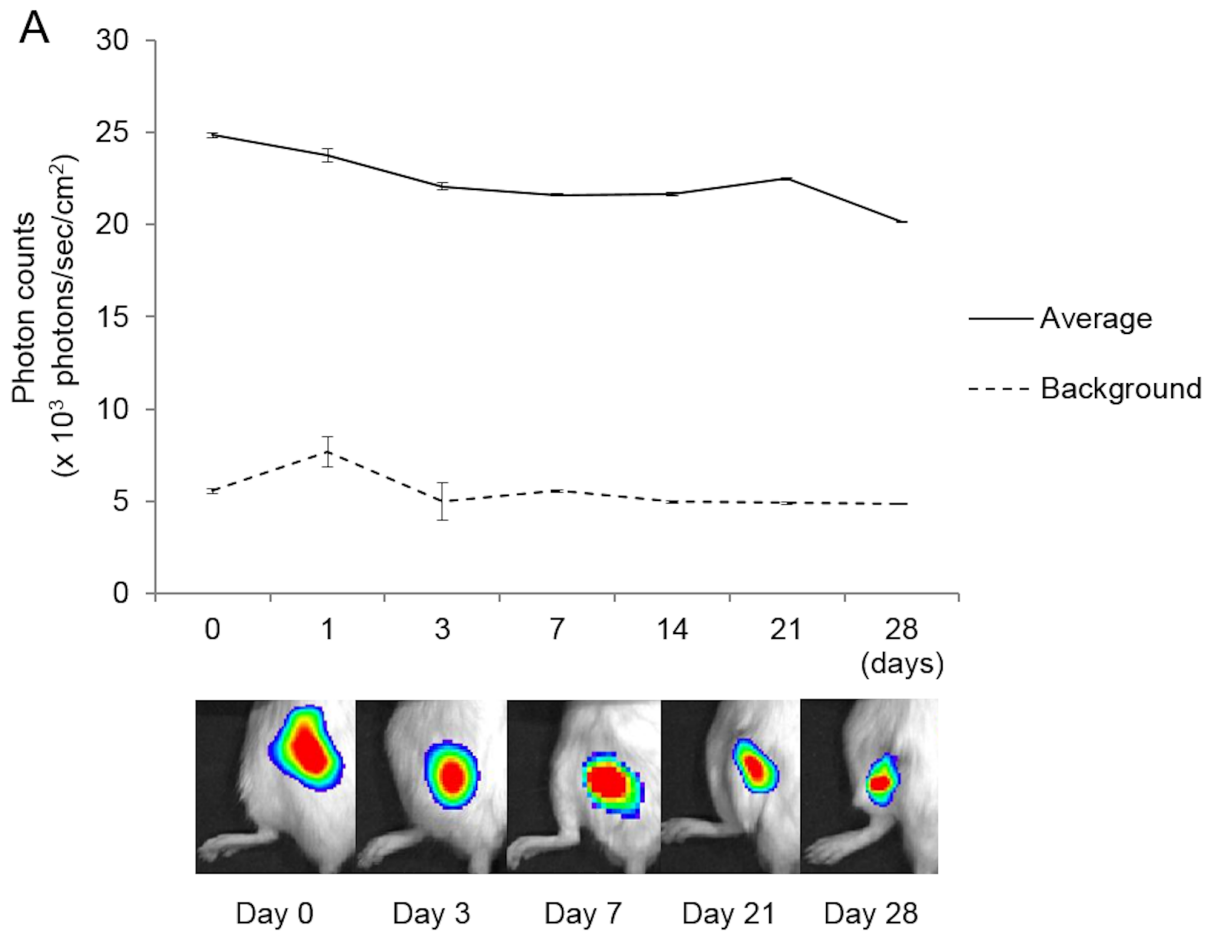 A
30
25
20
15
10
5
0
Photon counts
(x 10³ photons/sec/cm²)
0 1 3 7 14 21 28
(days)
Average
Background
Day 0 Day 3 Day 7 Day 21 Day 28